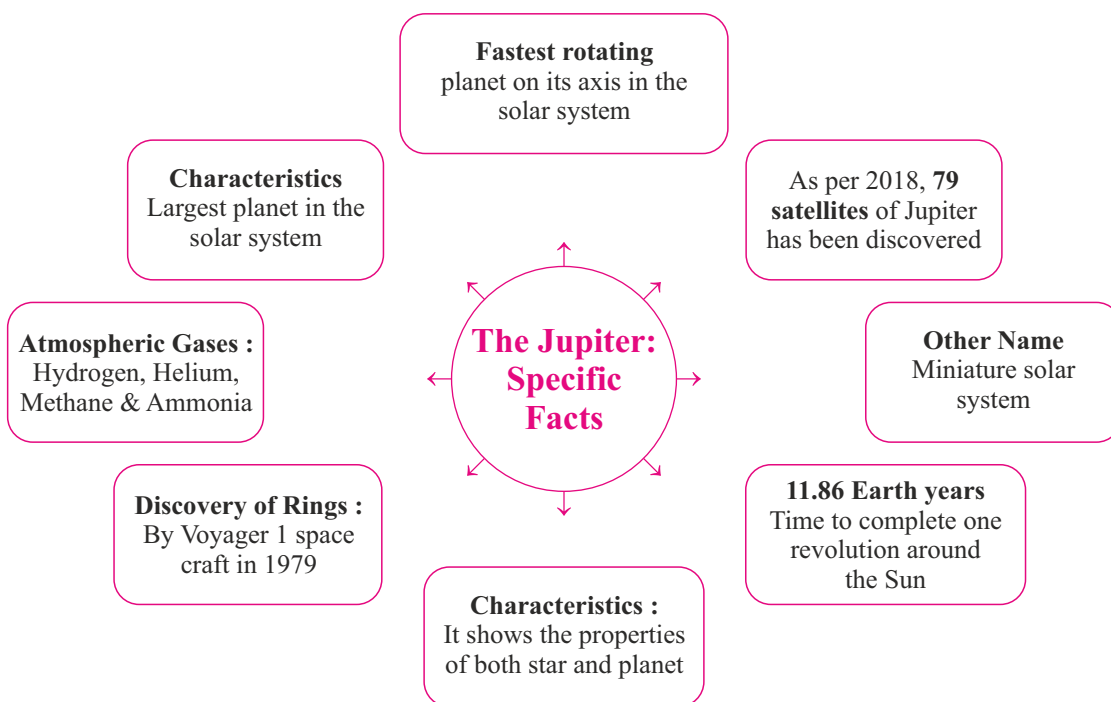 Fastest rotating
planet on its axis in the
solar system
Characteristics
Largest planet in the
solar system
As per 2018, 79
satellites of Jupiter
has been discovered
Atmospheric Gases :
Hydrogen, Helium,
Methane & Ammonia
The Jupiter:
Specific
Facts
Other Name
Miniature solar
system
Discovery of Rings :
By Voyager 1 space
craft in 1979
11.86 Earth years
Time to complete one
revolution around
the Sun
Characteristics :
It shows the properties
of both star and planet